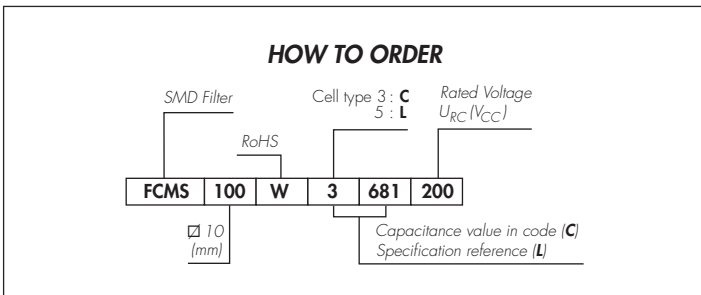 HOW TO ORDER
SMD Filter
Cell type 3 : C
5 : L
Rated Voltage
URC (VCC)
RoHS
FCMS 100 W 3 681 200
10
(mm)
Capacitance value in code (C)
Specification reference (L)